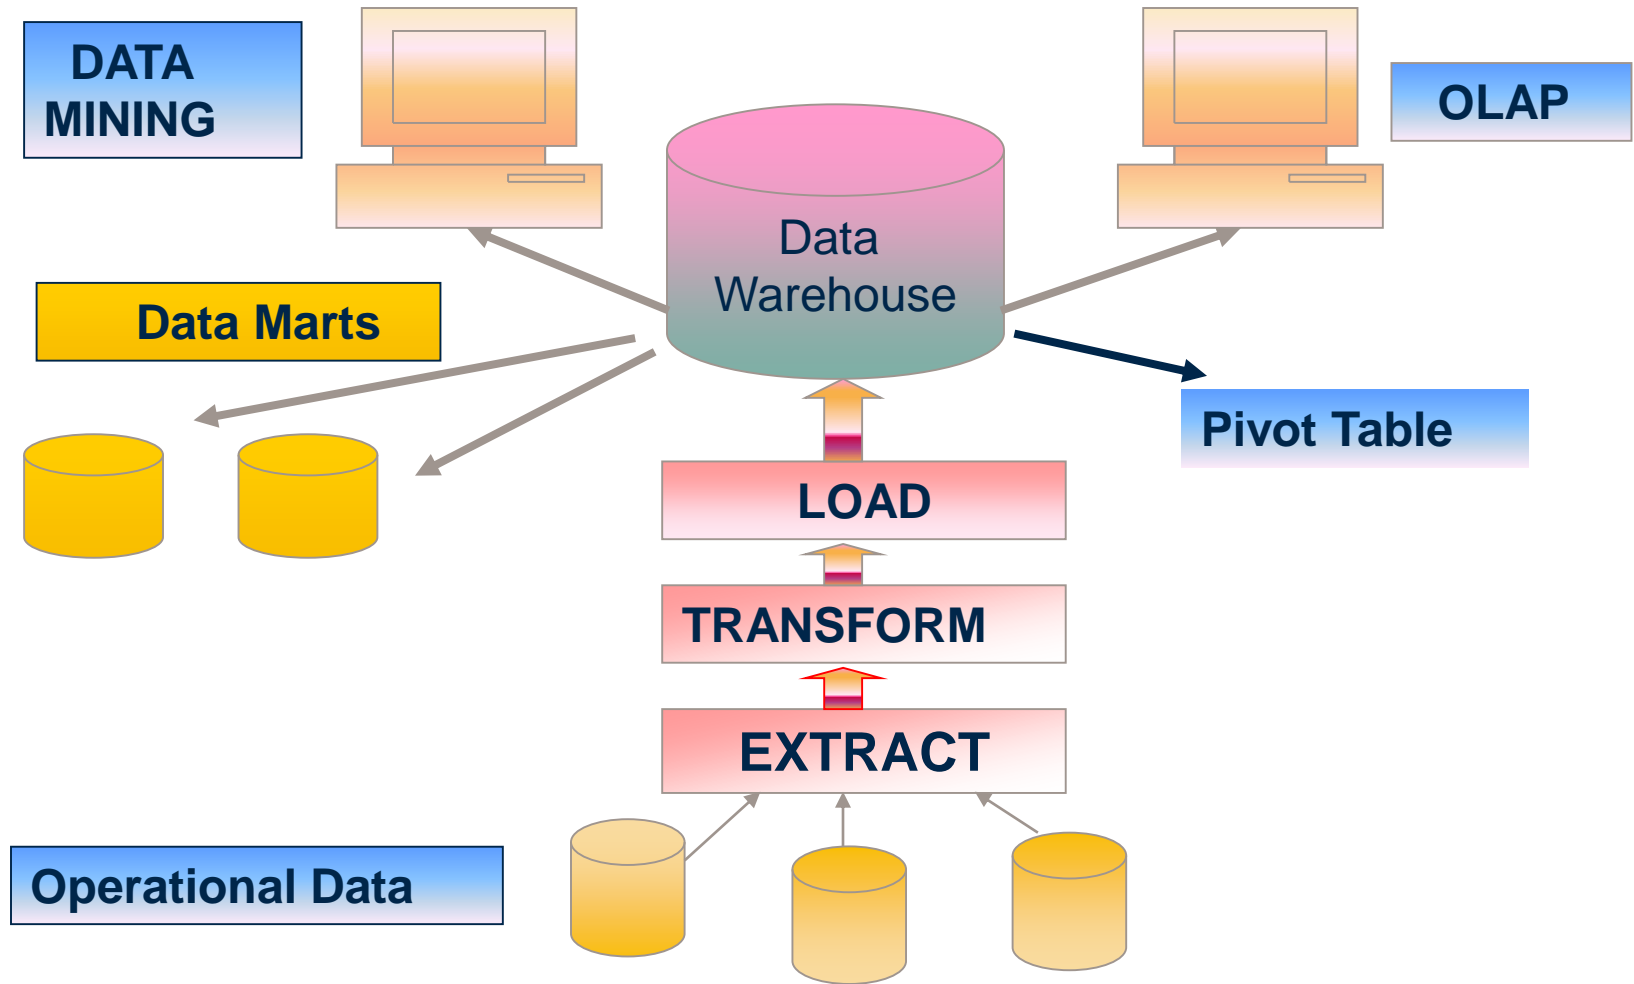 DATA
MINING
OLAP
Data
Warehouse
Data Marts
Pivot Table
LOAD
TRANSFORM
EXTRACT
Operational Data